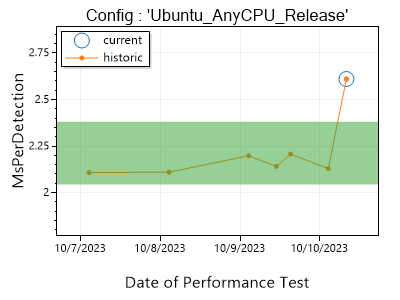 Config : 'Ubuntu_AnyCPU_Release'
current
historic
MsPerDetection
2.75
2.5
2.25
2
10/7/2023
10/8/2023
10/9/2023
10/10/2023
Date of Performance Test